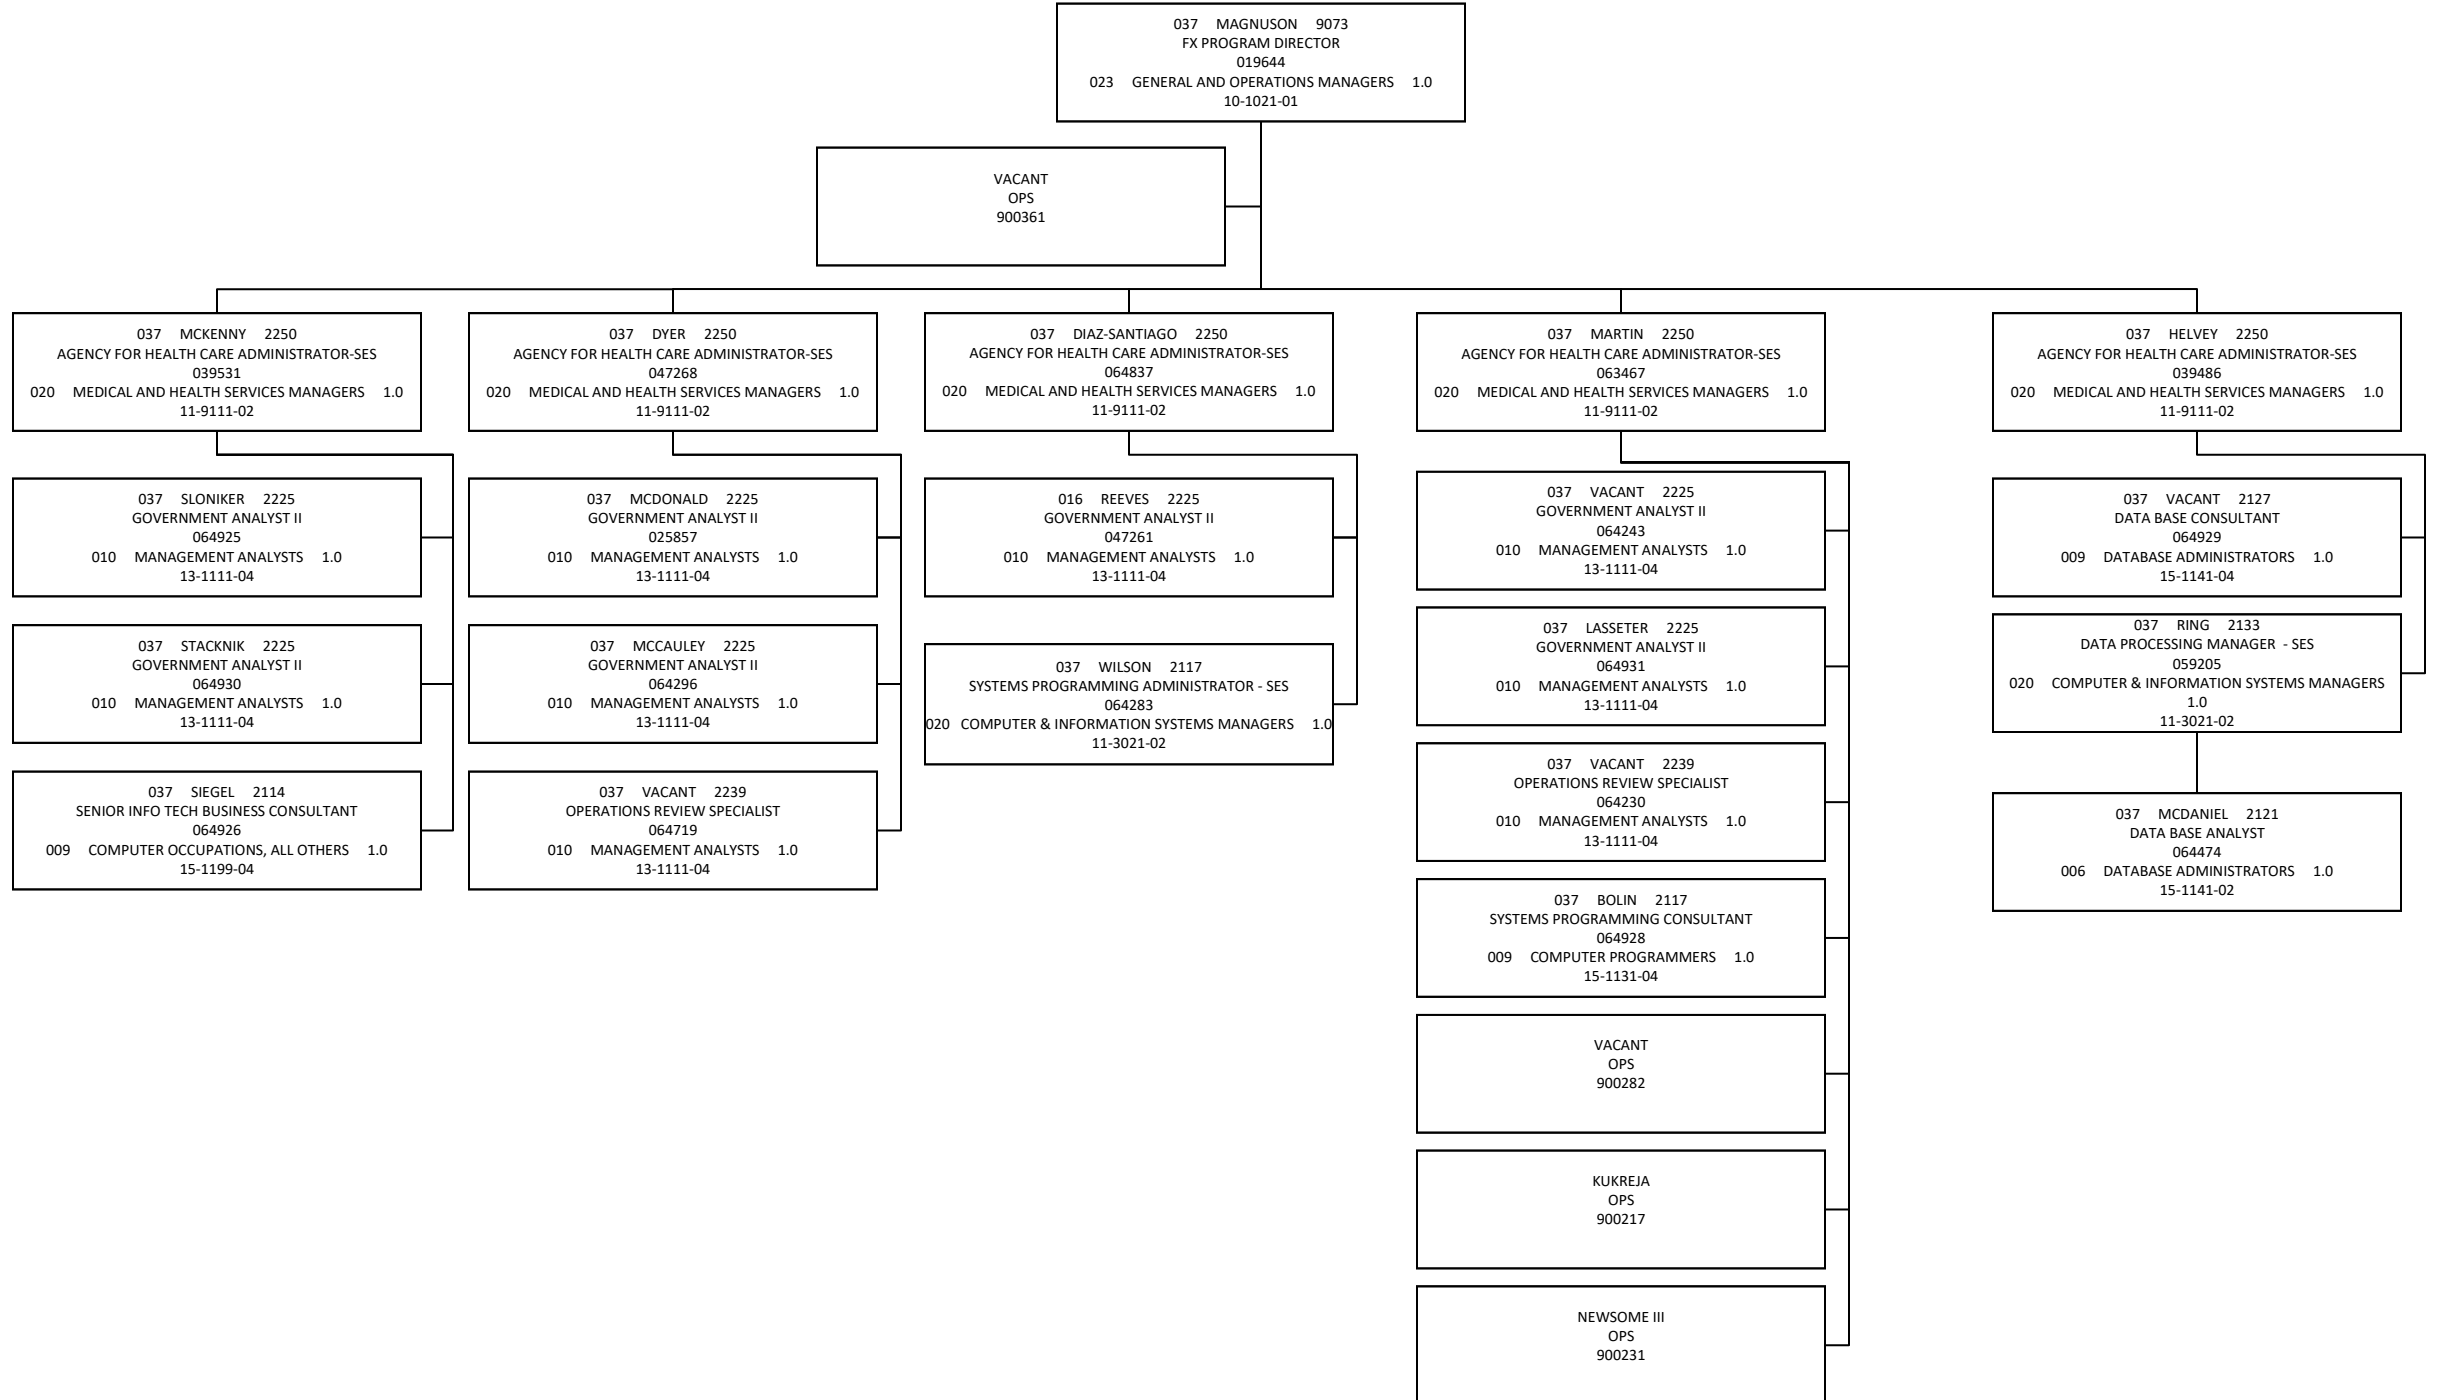 037 MAGNUSON 9073
FX PROGRAM DIRECTOR
019644
023 GENERAL AND OPERATIONS MANAGERS 1.0
10-1021-01
VACANT
OPS
900361
037 MCKENNY 2250
AGENCY FOR HEALTH CARE ADMINISTRATOR-SES
039531
020 MEDICAL AND HEALTH SERVICES MANAGERS 1.0
11-9111-02
037 DYER 2250
AGENCY FOR HEALTH CARE ADMINISTRATOR-SES
047268
020 MEDICAL AND HEALTH SERVICES MANAGERS 1.0
11-9111-02
037 DIAZ-SANTIAGO 2250
AGENCY FOR HEALTH CARE ADMINISTRATOR-SES
064837
020 MEDICAL AND HEALTH SERVICES MANAGERS 1.0
11-9111-02
037 MARTIN 2250
AGENCY FOR HEALTH CARE ADMINISTRATOR-SES
063467
020 MEDICAL AND HEALTH SERVICES MANAGERS 1.0
11-9111-02
037 HELVEY 2250
AGENCY FOR HEALTH CARE ADMINISTRATOR-SES
039486
020 MEDICAL AND HEALTH SERVICES MANAGERS 1.0
11-9111-02
037 SLONIKER 2225
GOVERNMENT ANALYST II
064925
010 MANAGEMENT ANALYSTS 1.0
13-1111-04
037 STACKNIK 2225
GOVERNMENT ANALYST II
064930
010 MANAGEMENT ANALYSTS 1.0
13-1111-04
037 SIEGEL 2114
SENIOR INFO TECH BUSINESS CONSULTANT
064926
009 COMPUTER OCCUPATIONS, ALL OTHERS 1.0
15-1199-04
037 MCDONALD 2225
GOVERNMENT ANALYST II
025857
010 MANAGEMENT ANALYSTS 1.0
13-1111-04
037 MCCAULEY 2225
GOVERNMENT ANALYST II
064296
010 MANAGEMENT ANALYSTS 1.0
13-1111-04
037 VACANT 2239
OPERATIONS REVIEW SPECIALIST
064719
010 MANAGEMENT ANALYSTS 1.0
13-1111-04
016 REEVES 2225
GOVERNMENT ANALYST II
047261
010 MANAGEMENT ANALYSTS 1.0
13-1111-04
037 WILSON 2117
SYSTEMS PROGRAMMING ADMINISTRATOR - SES
064283
020 COMPUTER & INFORMATION SYSTEMS MANAGERS 1.0
11-3021-02
037 VACANT 2225
GOVERNMENT ANALYST II
064243
010 MANAGEMENT ANALYSTS 1.0
13-1111-04
037 LASSETER 2225
GOVERNMENT ANALYST II
064931
010 MANAGEMENT ANALYSTS 1.0
13-1111-04
037 VACANT 2239
OPERATIONS REVIEW SPECIALIST
064230
010 MANAGEMENT ANALYSTS 1.0
13-1111-04
037 BOLIN 2117
SYSTEMS PROGRAMMING CONSULTANT
064928
009 COMPUTER PROGRAMMERS 1.0
15-1131-04
VACANT
OPS
900282
KUKREJA
OPS
900217
NEWSOME III
OPS
900231
037 VACANT 2127
DATA BASE CONSULTANT
064929
009 DATABASE ADMINISTRATORS 1.0
15-1141-04
037 RING 2133
DATA PROCESSING MANAGER - SES
059205
020 COMPUTER & INFORMATION SYSTEMS MANAGERS
1.0
11-3021-02
037 MCDANIEL 2121
DATA BASE ANALYST
064474
006 DATABASE ADMINISTRATORS 1.0
15-1141-02